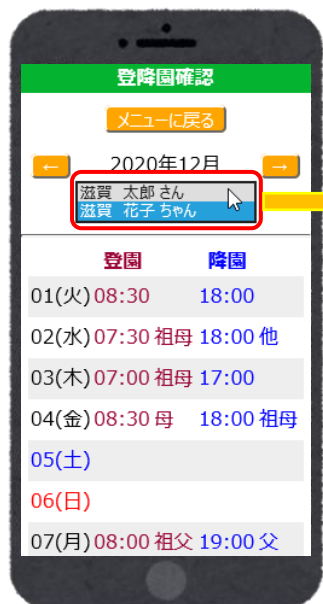 登降園確認
メニューに戻る
← 2020年12月 →
滋賀 太郎 さん
滋賀 花子 ちゃん
登園 降園
01(火) 08:30 18:00
02(水) 07:30 祖母 18:00 他
03(木) 07:00 祖母 17:00
04(金) 08:30 母 18:00 祖母
05(土)
06(日)
07(月) 08:00 祖父 19:00 父